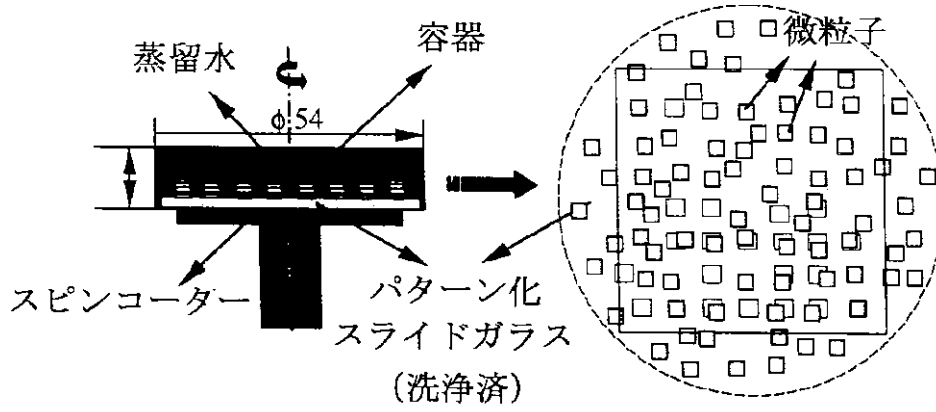 蒸留水
容器
φ54
微粒子
スピンコーダー
パターン化
スライドガラス
(洗浄済)